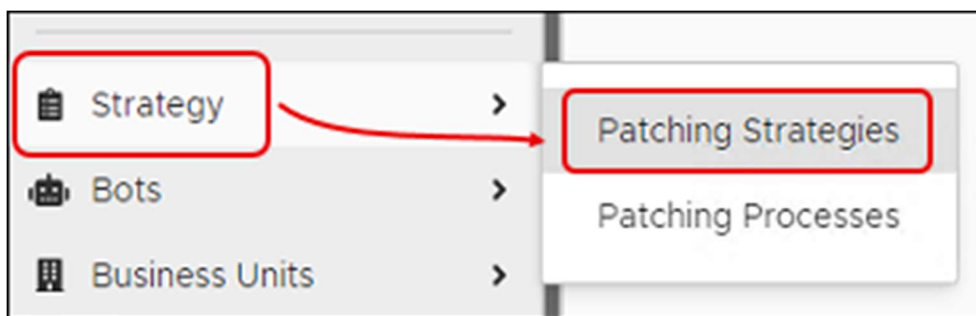 Strategy
Patching Strategies
Patching Processes
Bots
Business Units